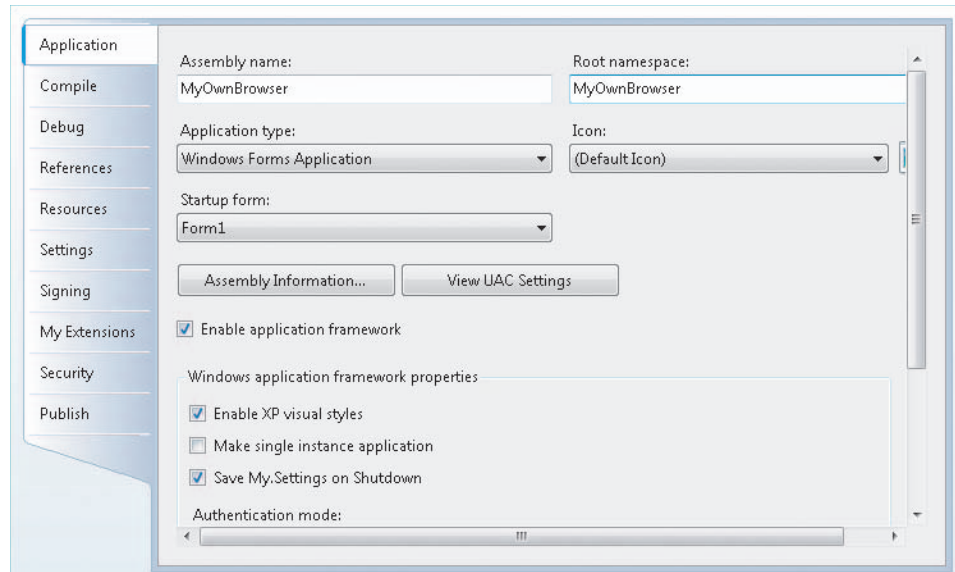 Application
Compile
Debug
References
Resources
Settings
Signing
My Extensions
Security
Publish
Assembly name:
MyOwnBrowser
Root namespace:
MyOwnBrowser
Application type:
Windows Forms Application
Icon:
(Default Icon)
Startup form:
Form1
Assembly Information...
View UAC Settings
Enable application framework
Windows application framework properties
Enable XP visual styles
Make single instance application
Save My.Settings on Shutdown
Authentication mode: